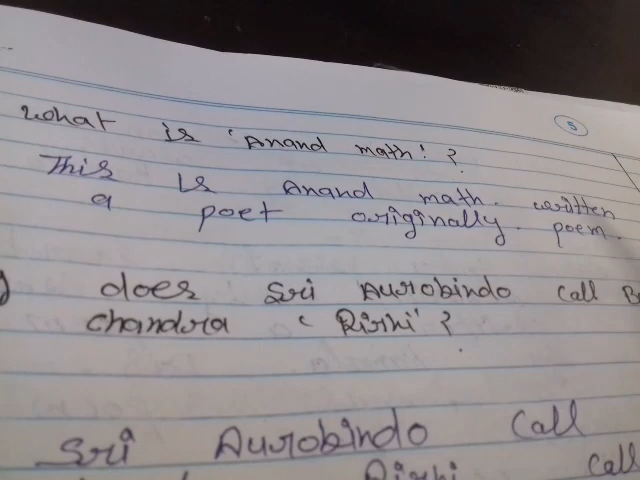 5
what is 'Anand math'?
This is Anand math. written
a poet originally. poem.
does Sri Aurobindo call
chandra 'Rishi'?
Sri Aurobindo call
Rishi call